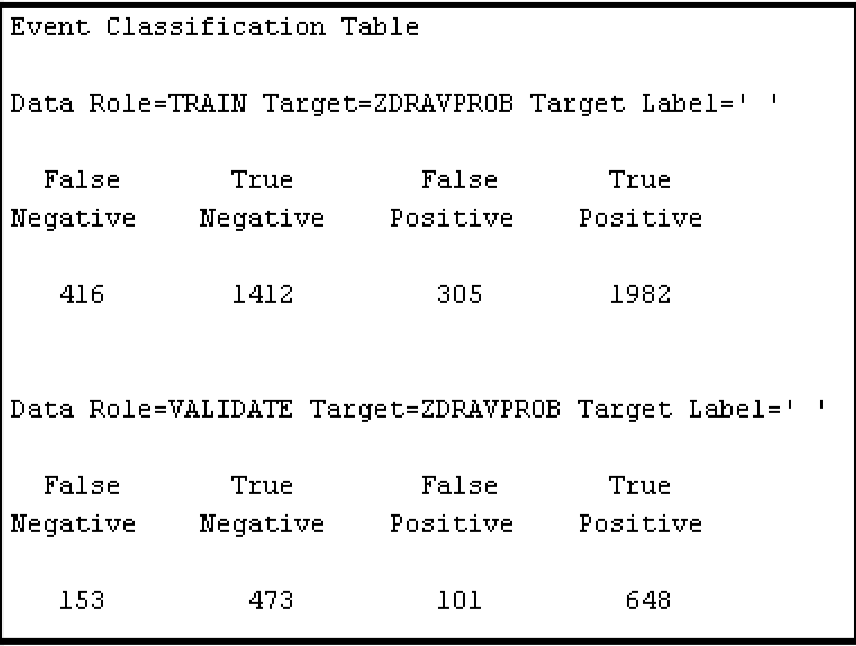 Event Classification Table
Data Role=TRAIN Target=ZDRAVPROB Target Label=' '
False True False True
Negative Negative Positive Positive
416 1412 305 1982
Data Role=VALIDATE Target=ZDRAVPROB Target Label=' '
False True False True
Negative Negative Positive Positive
153 473 101 648